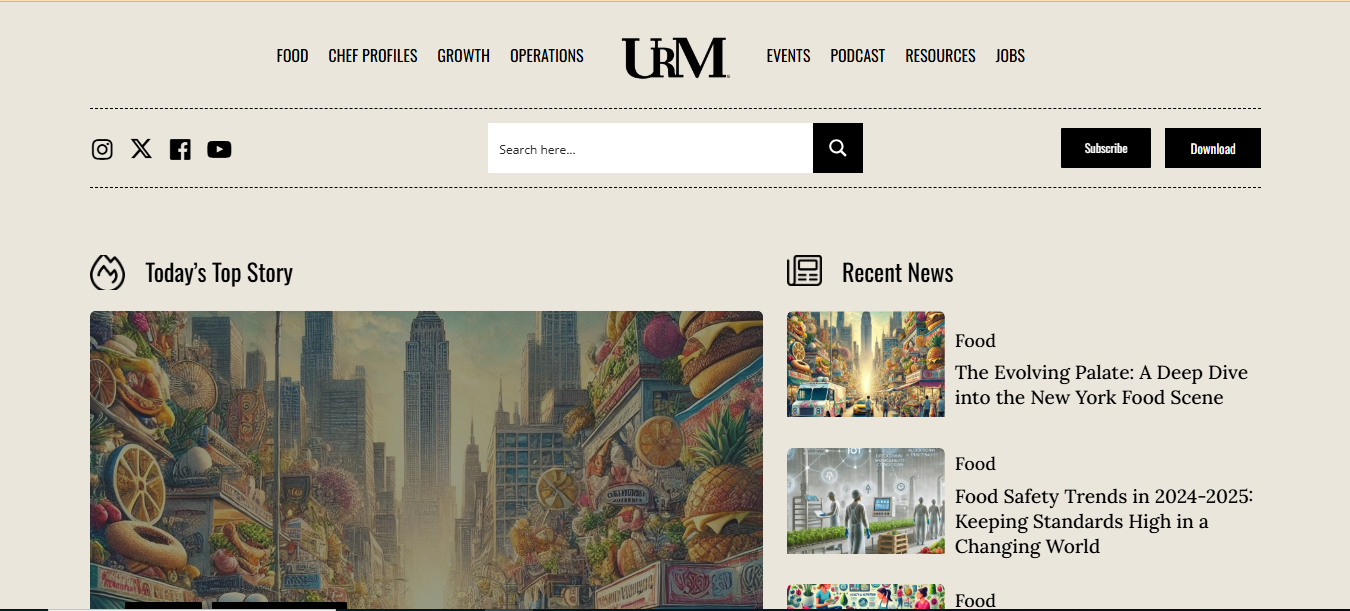 FOOD CHEF PROFILES GROWTH OPERATIONS URM EVENTS PODCAST RESOURCES JOBS
Search here...
Subscribe Download
Today's Top Story
Recent News
Food
The Evolving Palate: A Deep Dive
into the New York Food Scene
IOT
Food
Food Safety Trends in 2024-2025:
Keeping Standards High in a
Changing World
Food